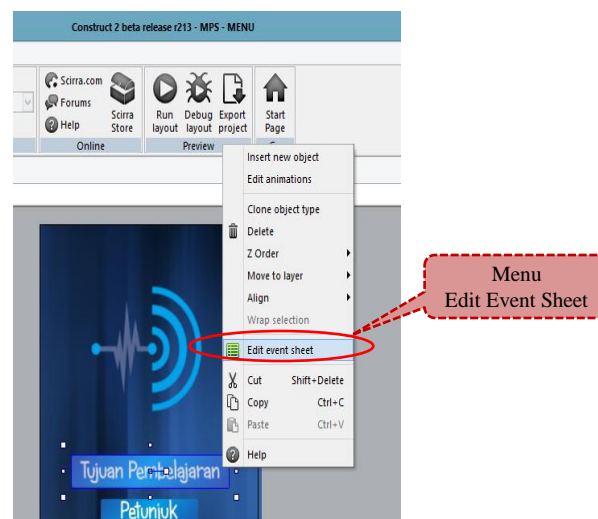 Construct 2 beta release r213 - MPS - MENU
Scirra.com
Forums
Help
Scirra
Store
Run
layout
Debug
layout
Export
project
Start
Page
Online
Preview
Insert new object
Edit animations
Clone object type
Delete
Z Order
Move to layer
Align
Wrap selection
Edit event sheet
Cut Shift+Delete
Copy Ctrl+C
Paste Ctrl+V
Help
Menu
Edit Event Sheet
Tujuan Pembelajaran
Petunjuk